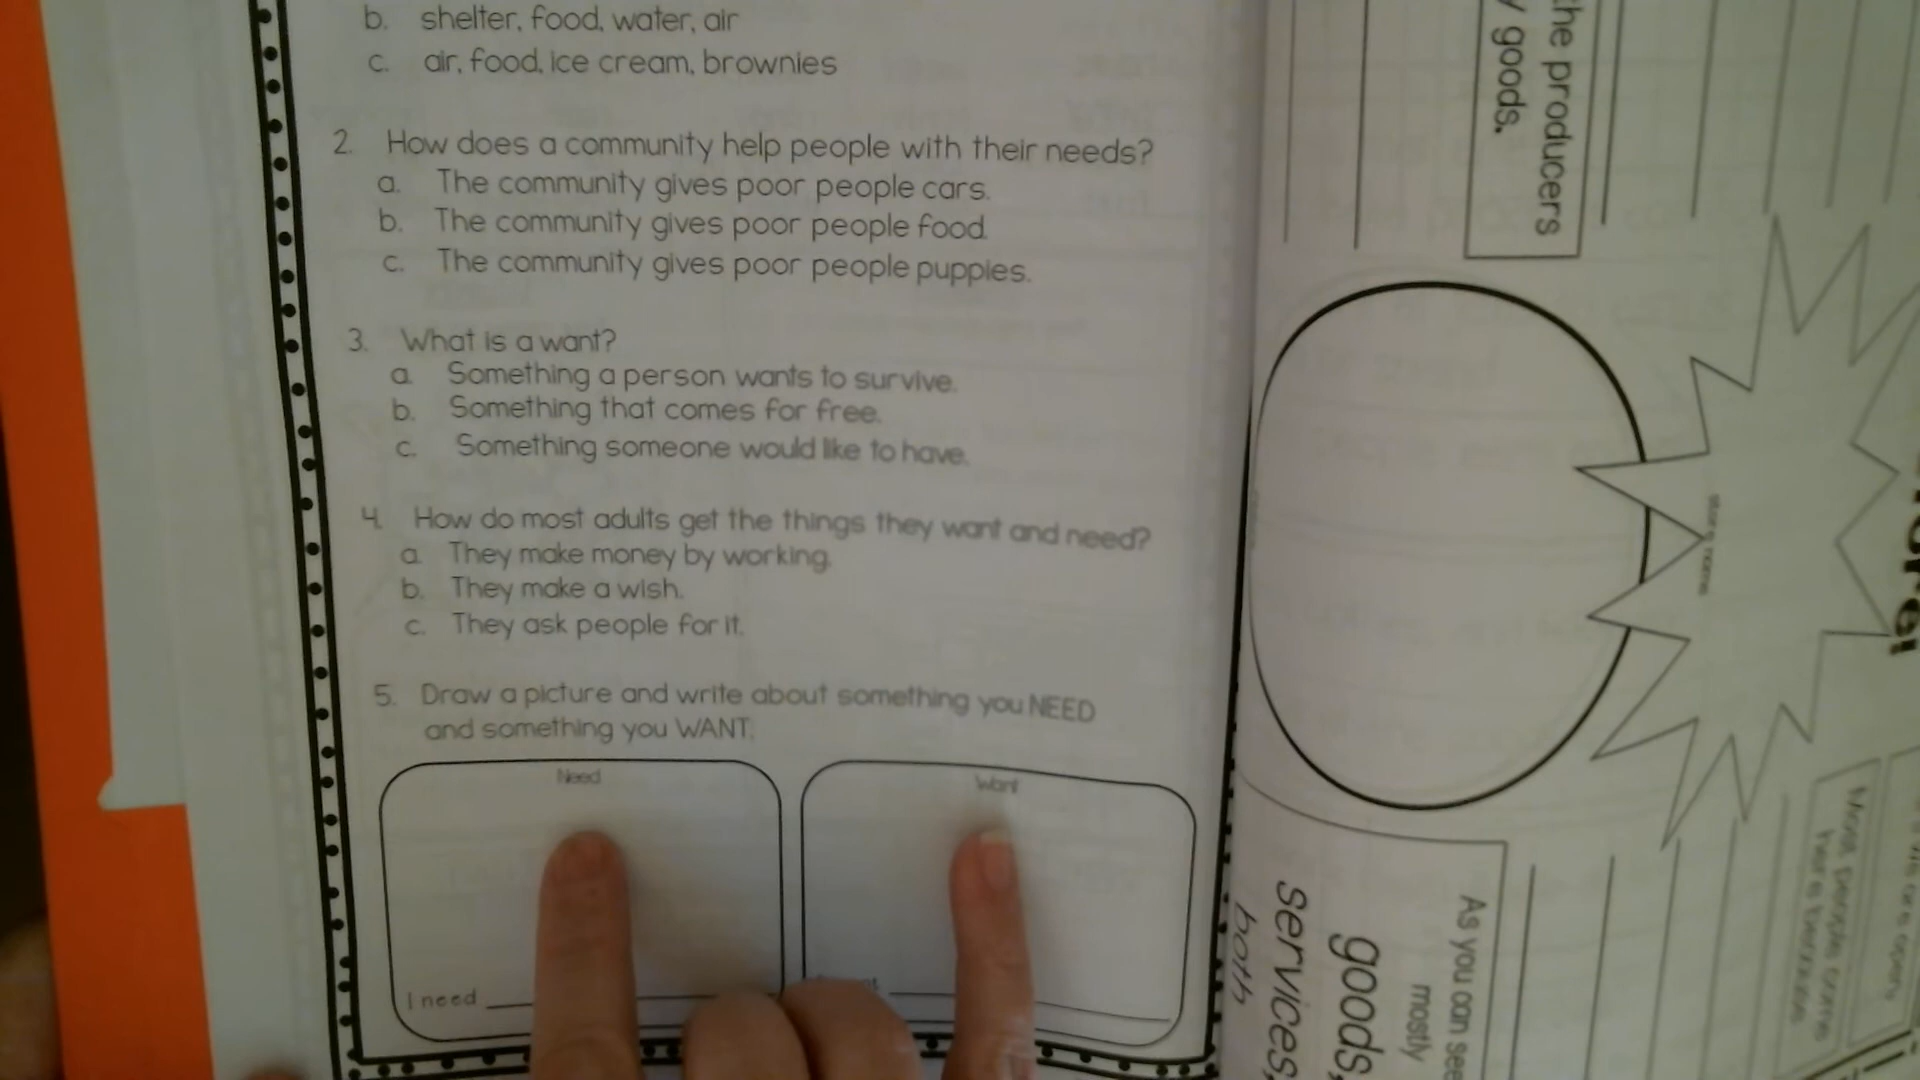 b. shelter, food, water, air
c. air, food, ice cream, brownies
2. How does a community help people with their needs?
a. The community gives poor people cars.
b. The community gives poor people food.
c. The community gives poor people puppies.
3. What is a want?
a. Something a person wants to survive.
b. Something that comes for free.
c. Something someone would like to have.
4. How do most adults get the things they want and need?
a. They make money by working.
b. They make a wish.
c. They ask people for it.
5. Draw a picture and write about something you NEED
and something you WANT.
Need
Want
I need
the producers
goods.
store name
As you can see
mostly
goods,
services,
both